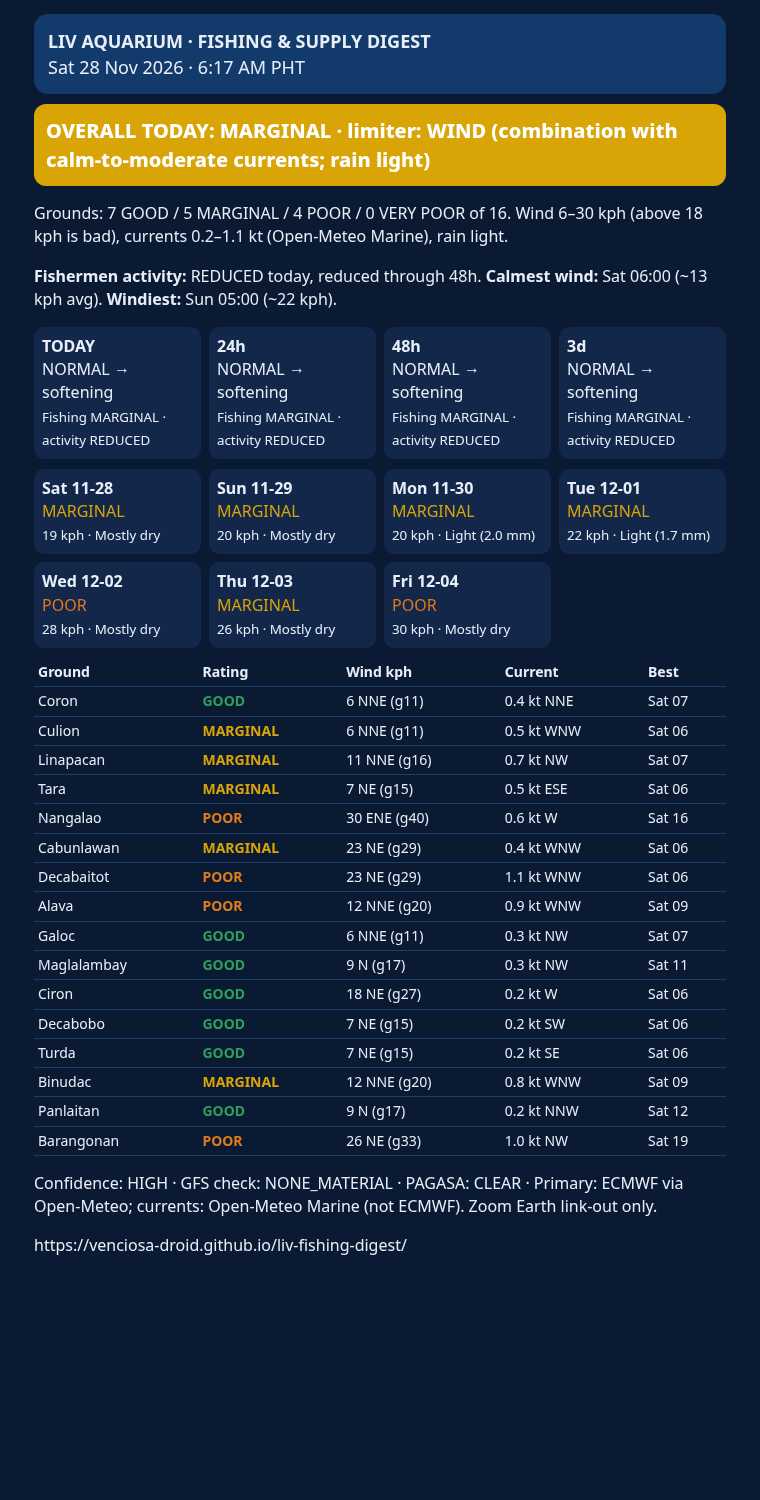 LIV AQUARIUM · FISHING & SUPPLY DIGEST
Sat 28 Nov 2026 · 6:17 AM PHT
OVERALL TODAY: MARGINAL · limiter: WIND (combination with
calm-to-moderate currents; rain light)
Grounds: 7 GOOD / 5 MARGINAL / 4 POOR / 0 VERY POOR of 16. Wind 6–30 kph (above 18
kph is bad), currents 0.2–1.1 kt (Open-Meteo Marine), rain light.
Fishermen activity: REDUCED today, reduced through 48h. Calmest wind: Sat 06:00 (~13
kph avg). Windiest: Sun 05:00 (~22 kph).
TODAY
NORMAL →
softening
Fishing MARGINAL ·
activity REDUCED
24h
NORMAL →
softening
Fishing MARGINAL ·
activity REDUCED
48h
NORMAL →
softening
Fishing MARGINAL ·
activity REDUCED
3d
NORMAL →
softening
Fishing MARGINAL ·
activity REDUCED
Sat 11-28
MARGINAL
19 kph · Mostly dry
Sun 11-29
MARGINAL
20 kph · Mostly dry
Mon 11-30
MARGINAL
20 kph · Light (2.0 mm)
Tue 12-01
MARGINAL
22 kph · Light (1.7 mm)
Wed 12-02
POOR
28 kph · Mostly dry
Thu 12-03
MARGINAL
26 kph · Mostly dry
Fri 12-04
POOR
30 kph · Mostly dry
Ground Rating Wind kph Current Best
Coron GOOD 6 NNE (g11) 0.4 kt NNE Sat 07
Culion MARGINAL 6 NNE (g11) 0.5 kt WNW Sat 06
Linapacan MARGINAL 11 NNE (g16) 0.7 kt NW Sat 07
Tara MARGINAL 7 NE (g15) 0.5 kt ESE Sat 06
Nangalao POOR 30 ENE (g40) 0.6 kt W Sat 16
Cabunlawan MARGINAL 23 NE (g29) 0.4 kt WNW Sat 06
Decabaitot POOR 23 NE (g29) 1.1 kt WNW Sat 06
Alava POOR 12 NNE (g20) 0.9 kt WNW Sat 09
Galoc GOOD 6 NNE (g11) 0.3 kt NW Sat 07
Maglalambay GOOD 9 N (g17) 0.3 kt NW Sat 11
Ciron GOOD 18 NE (g27) 0.2 kt W Sat 06
Decabobo GOOD 7 NE (g15) 0.2 kt SW Sat 06
Turda GOOD 7 NE (g15) 0.2 kt SE Sat 06
Binudac MARGINAL 12 NNE (g20) 0.8 kt WNW Sat 09
Panlaitan GOOD 9 N (g17) 0.2 kt NNW Sat 12
Barangonan POOR 26 NE (g33) 1.0 kt NW Sat 19
Confidence: HIGH · GFS check: NONE_MATERIAL · PAGASA: CLEAR · Primary: ECMWF via
Open-Meteo; currents: Open-Meteo Marine (not ECMWF). Zoom Earth link-out only.
https://venciosa-droid.github.io/liv-fishing-digest/